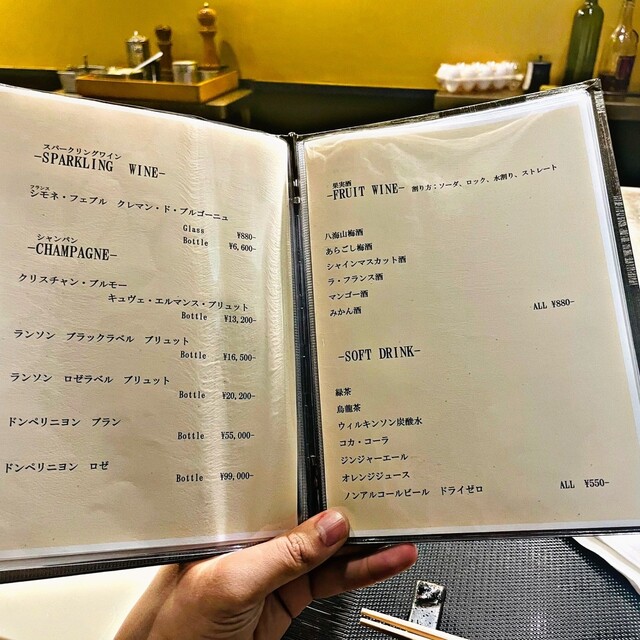 スパークリングワイン
-SPARKLING WINE-
フランス
シモネ・フェブル クレマン・ド・ブルゴーニュ
Glass ¥880-
Bottle ¥6,600-
シャンパン
-CHAMPAGNE-
クリスチャン・ブルモー
キュヴェ・エルマンス・ブリュット
Bottle ¥13,200-
ランソン ブラックラベル ブリュット
Bottle ¥16,500-
ランソン ロゼラベル ブリュット
Bottle ¥20,200-
ドンペリニヨン ブラン
Bottle ¥55,000-
ドンペリニヨン ロゼ
Bottle ¥99,000-
果実酒
-FRUIT WINE- 割り方：ソーダ、ロック、水割り、ストレート
八海山梅酒
あらごし梅酒
シャインマスカット酒
ラ・フランス酒
マンゴー酒
みかん酒 ALL ¥880-
-SOFT DRINK-
緑茶
烏龍茶
ウィルキンソン炭酸水
コカ・コーラ
ジンジャーエール
オレンジジュース
ノンアルコールビール ドライゼロ ALL ¥550-